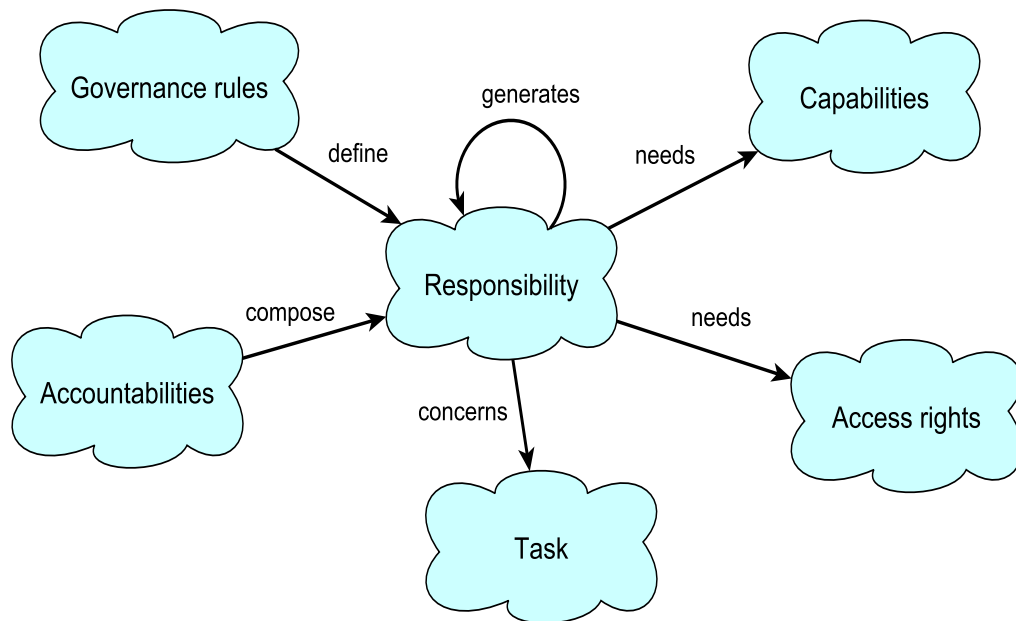 Governance rules
Capabilities
generates
define
needs
Responsibility
compose
needs
Accountabilities
concerns
Access rights
Task